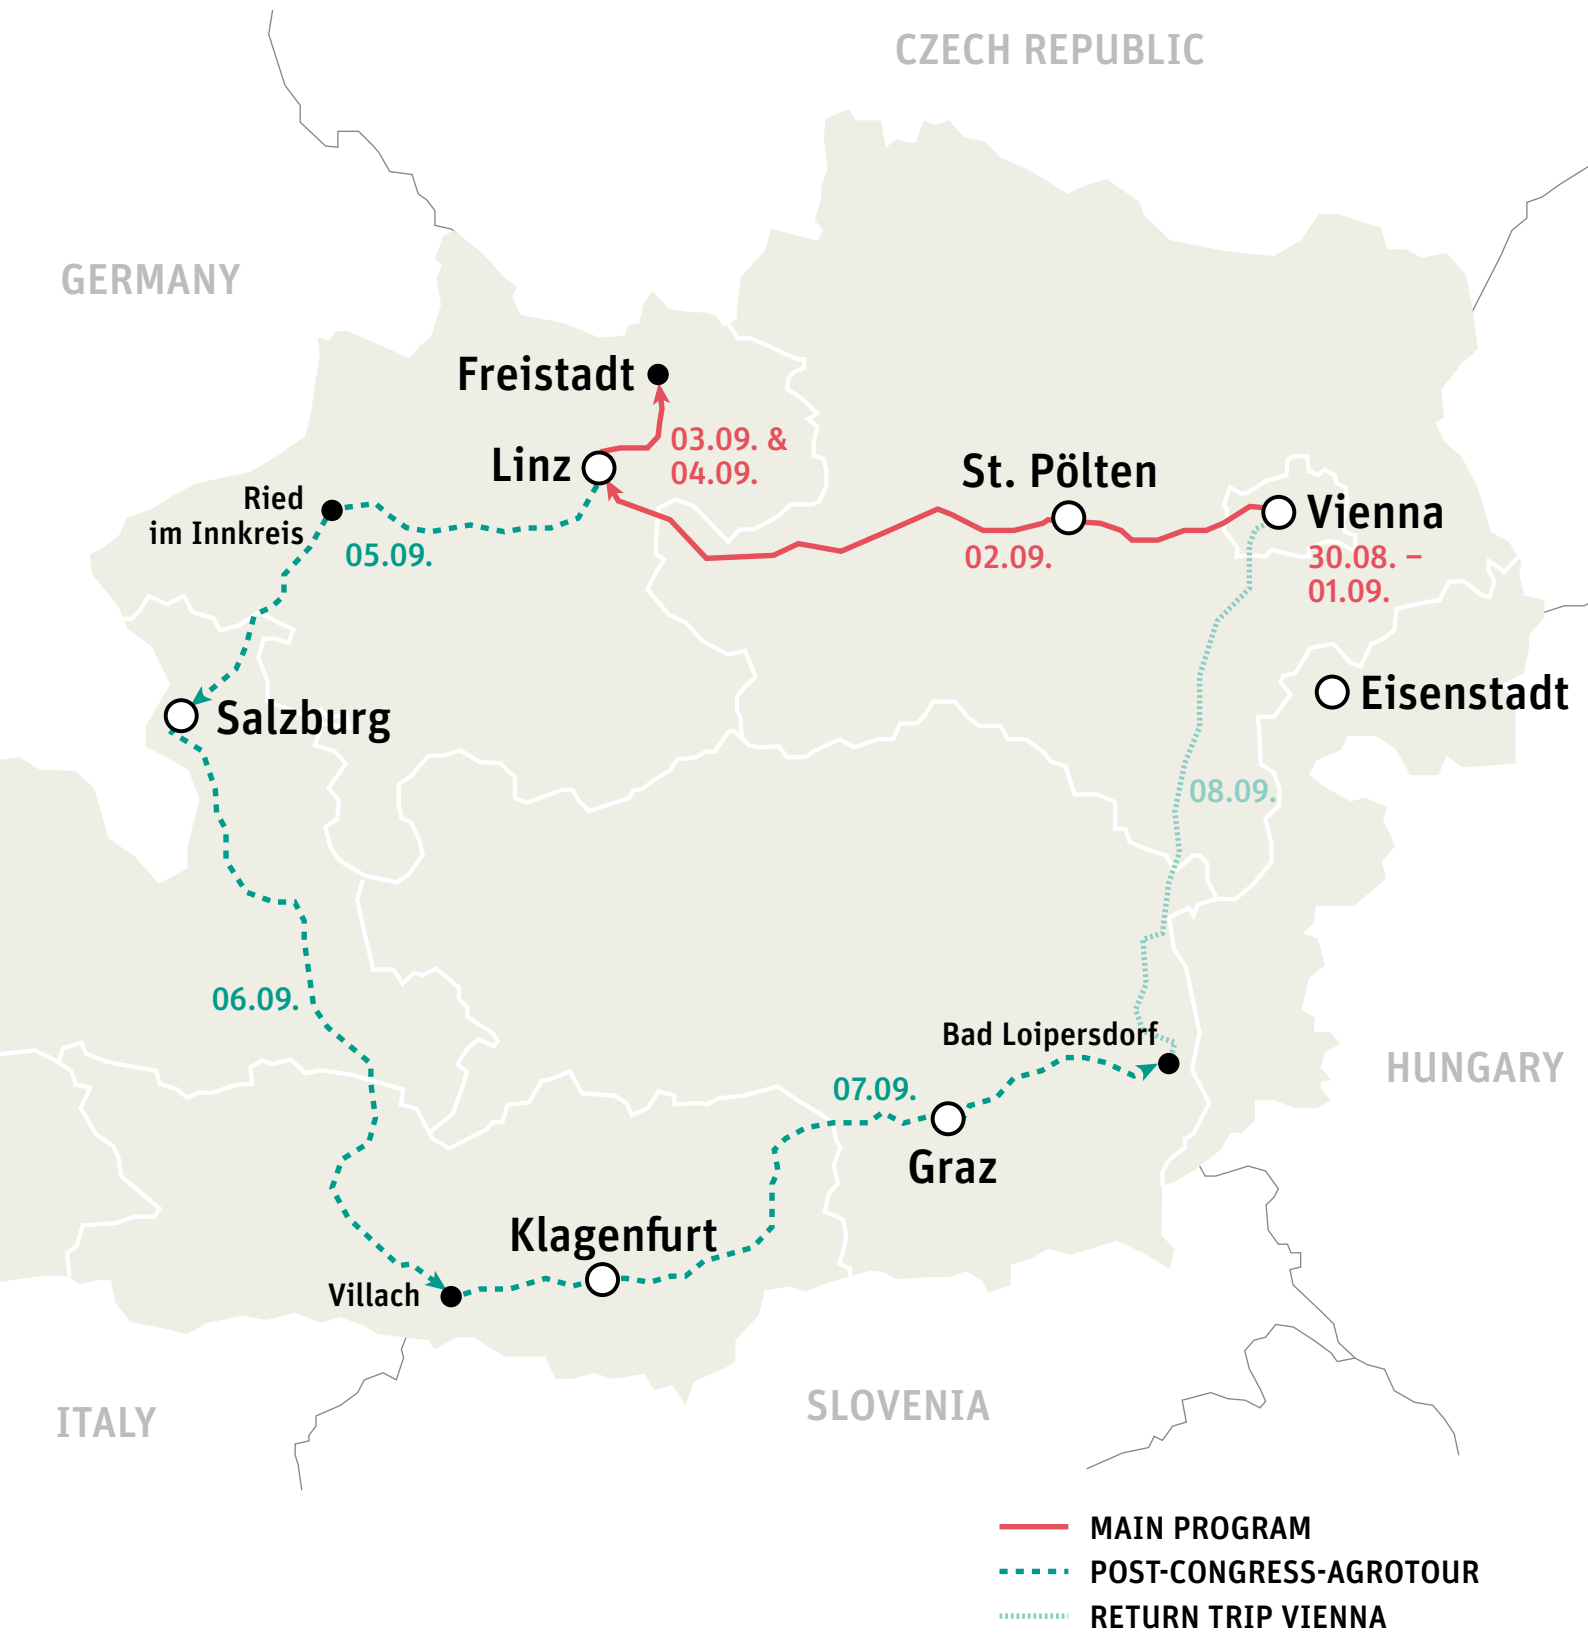 CZECH REPUBLIC
GERMANY
Freistadt
03.09. &
04.09.
Linz
St. Pölten
Ried
im Innkreis
Vienna
05.09.
02.09.
30.08. –
01.09.
Salzburg
Eisenstadt
08.09.
06.09.
Bad Loipersdorf
HUNGARY
07.09.
Graz
Klagenfurt
Villach
SLOVENIA
ITALY
MAIN PROGRAM
POST-CONGRESS-AGROTOUR
RETURN TRIP VIENNA